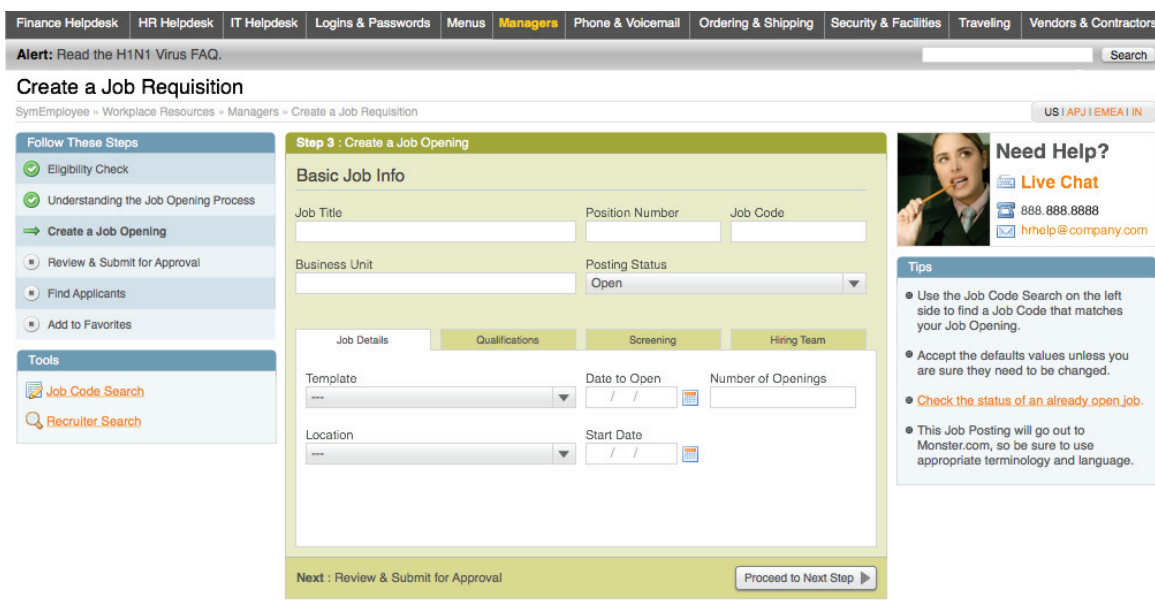 Finance Helpdesk HR Helpdesk IT Helpdesk Logins & Passwords Menus Managers Phone & Voicemail Ordering & Shipping Security & Facilities Traveling Vendors & Contractors
Alert: Read the H1N1 Virus FAQ.
Search
Create a Job Requisition
SymEmployee » Workplace Resources » Managers » Create a Job Requisition
US | APJ | EMEA | IN
Follow These Steps
Eligibility Check
Understanding the Job Opening Process
Create a Job Opening
Review & Submit for Approval
Find Applicants
Add to Favorites
Tools
Job Code Search
Recruiter Search
Step 3 : Create a Job Opening
Basic Job Info
Job Title Position Number Job Code
Business Unit Posting Status
Open
Job Details Qualifications Screening Hiring Team
Template Date to Open Number of Openings
--- / /
Location Start Date
--- / /
Next : Review & Submit for Approval
Proceed to Next Step
Need Help?
Live Chat
888.888.8888
hrhelp@company.com
Tips
Use the Job Code Search on the left
side to find a Job Code that matches
your Job Opening.
Accept the defaults values unless you
are sure they need to be changed.
Check the status of an already open job.
This Job Posting will go out to
Monster.com, so be sure to use
appropriate terminology and language.